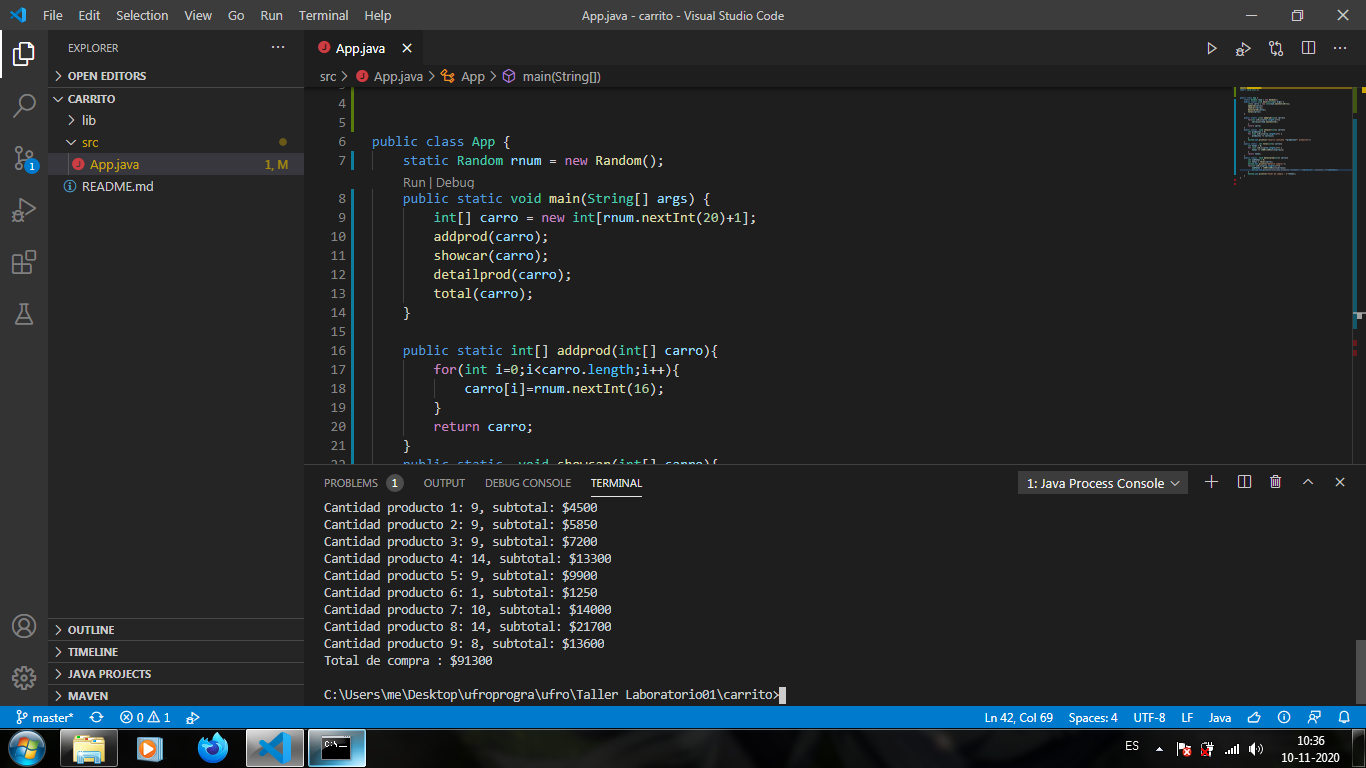 File Edit Selection View Go Run Terminal Help
App.java - carrito - Visual Studio Code
EXPLORER
OPEN EDITORS
CARRITO
lib
src
App.java 1, M
README.md
OUTLINE
TIMELINE
JAVA PROJECTS
MAVEN
1
App.java
src > App.java > App > main(String[])
4
5
6 public class App {
7 static Random rnum = new Random();
Run | Debug
8 public static void main(String[] args) {
9 int[] carro = new int[rnum.nextInt(20)+1];
10 addprod(carro);
11 showcar(carro);
12 detailprod(carro);
13 total(carro);
14 }
15
16 public static int[] addprod(int[] carro){
17 for(int i=0;i<carro.length;i++){
18 carro[i]=rnum.nextInt(16);
19 }
20 return carro;
21 }
22 public static void showcar(int[] carro){
PROBLEMS 1 OUTPUT DEBUG CONSOLE TERMINAL
1: Java Process Console
Cantidad producto 1: 9, subtotal: $4500
Cantidad producto 2: 9, subtotal: $5850
Cantidad producto 3: 9, subtotal: $7200
Cantidad producto 4: 14, subtotal: $13300
Cantidad producto 5: 9, subtotal: $9900
Cantidad producto 6: 1, subtotal: $1250
Cantidad producto 7: 10, subtotal: $14000
Cantidad producto 8: 14, subtotal: $21700
Cantidad producto 9: 8, subtotal: $13600
Total de compra : $91300
C:\Users\me\Desktop\ufroprogra\ufro\Taller Laboratorio01\carrito>
master* 0 1
Ln 42, Col 69 Spaces: 4 UTF-8 LF Java
ES
10:36
10-11-2020